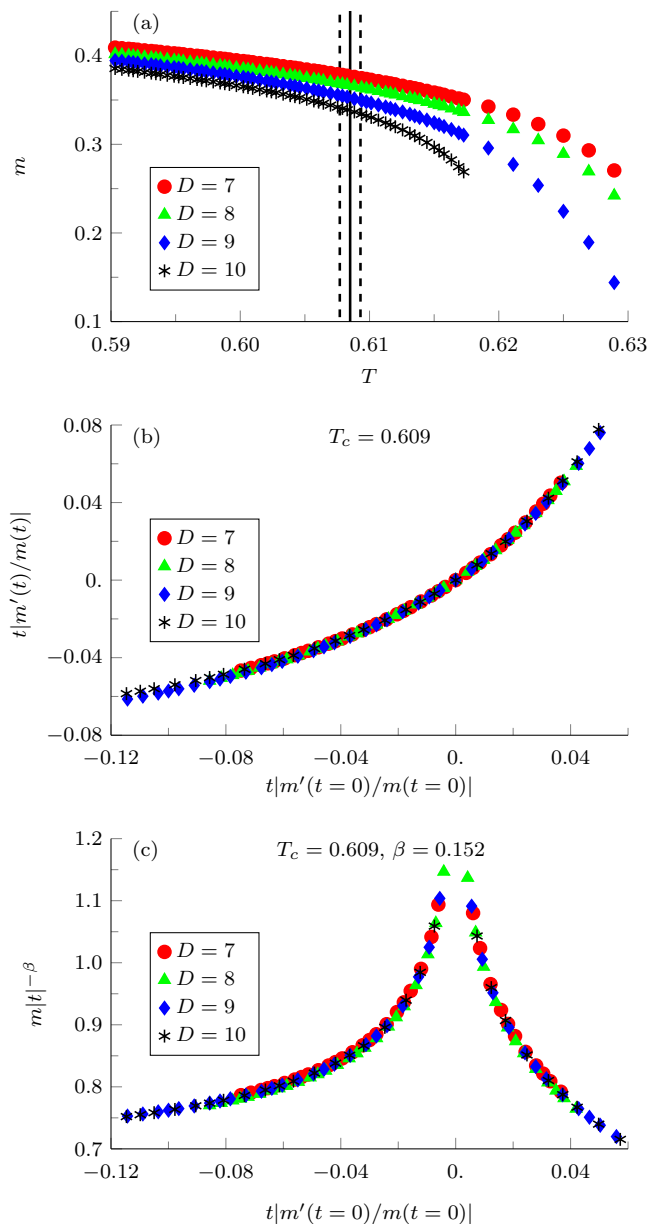 (a)
0.4
0.3
0.2
0.1
m
D = 7
D = 8
D = 9
D = 10
0.59 0.60 0.61 0.62 0.63
T
(b)
T_c = 0.609
0.08
0.04
0.
−0.04
−0.08
t|m′(t)/m(t)|
D = 7
D = 8
D = 9
D = 10
−0.12 −0.08 −0.04 0. 0.04
t|m′(t = 0)/m(t = 0)|
(c)
T_c = 0.609, β = 0.152
1.2
1.1
1.0
0.9
0.8
0.7
m|t|^{−β}
D = 7
D = 8
D = 9
D = 10
−0.12 −0.08 −0.04 0. 0.04
t|m′(t = 0)/m(t = 0)|